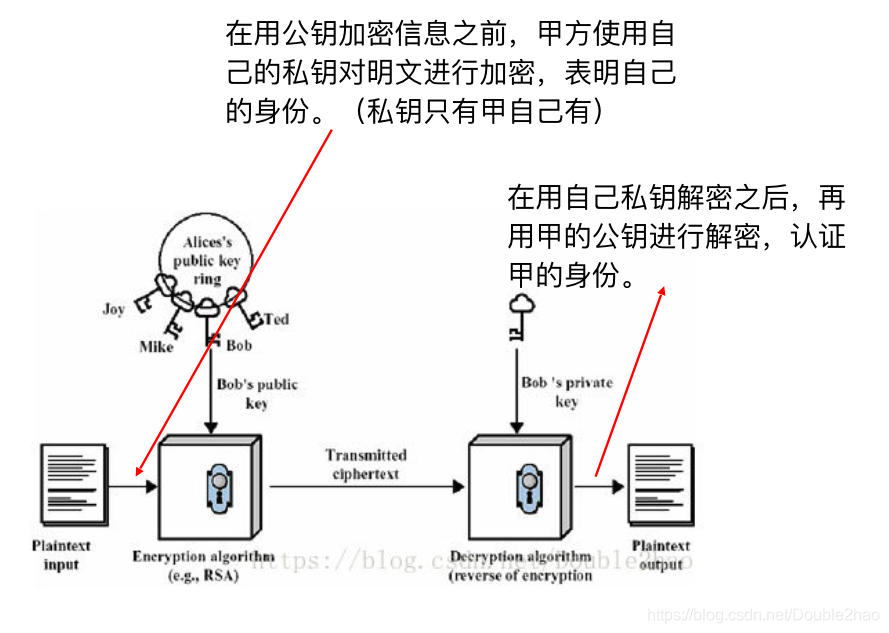 在用公钥加密信息之前，甲方使用自
己的私钥对明文进行加密，表明自己
的身份。（私钥只有甲自己有）
在用自己私钥解密之后，再
用甲的公钥进行解密，认证
甲的身份。
Alices's
public key
ring
Joy
Mike
Bob
Ted
Bob's public
key
Bob 's private
key
Transmitted
ciphertext
Plaintext
input
Encryption algorithm
(e.g., RSA)
Decryption algorithm
(reverse of encryption
Plaintext
output
https://blog.csdn.net/Double2hao
https://blog.csdn.net/Double2hao